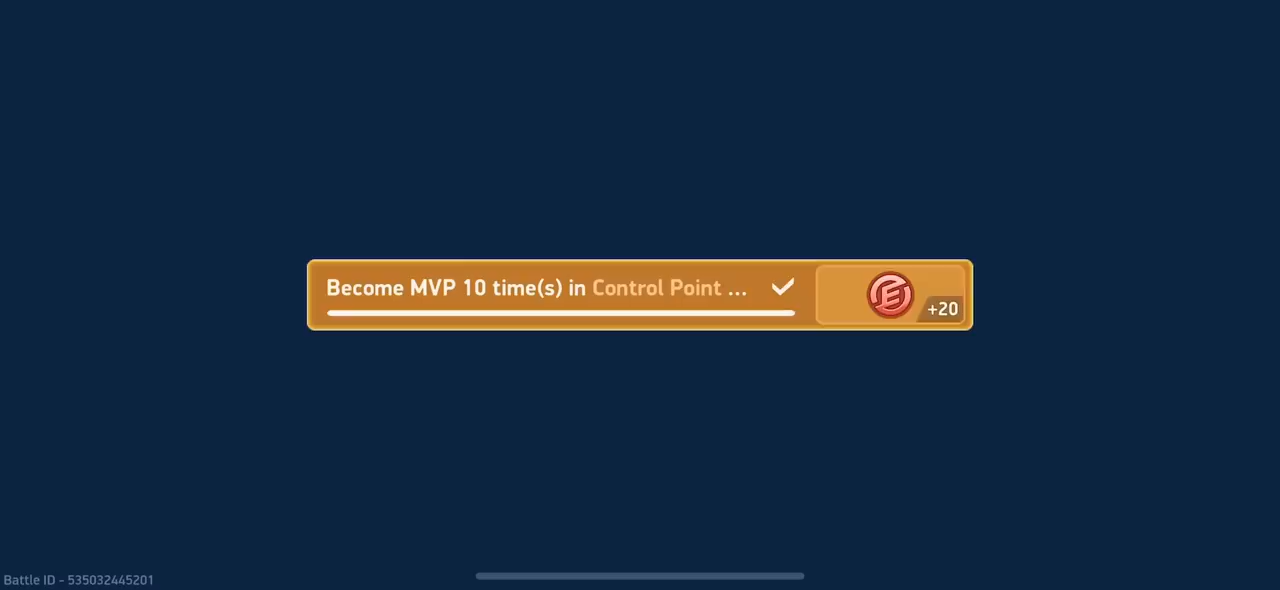 Become MVP 10 time(s) in Control Point ...
+20
Battle ID - 535032445201